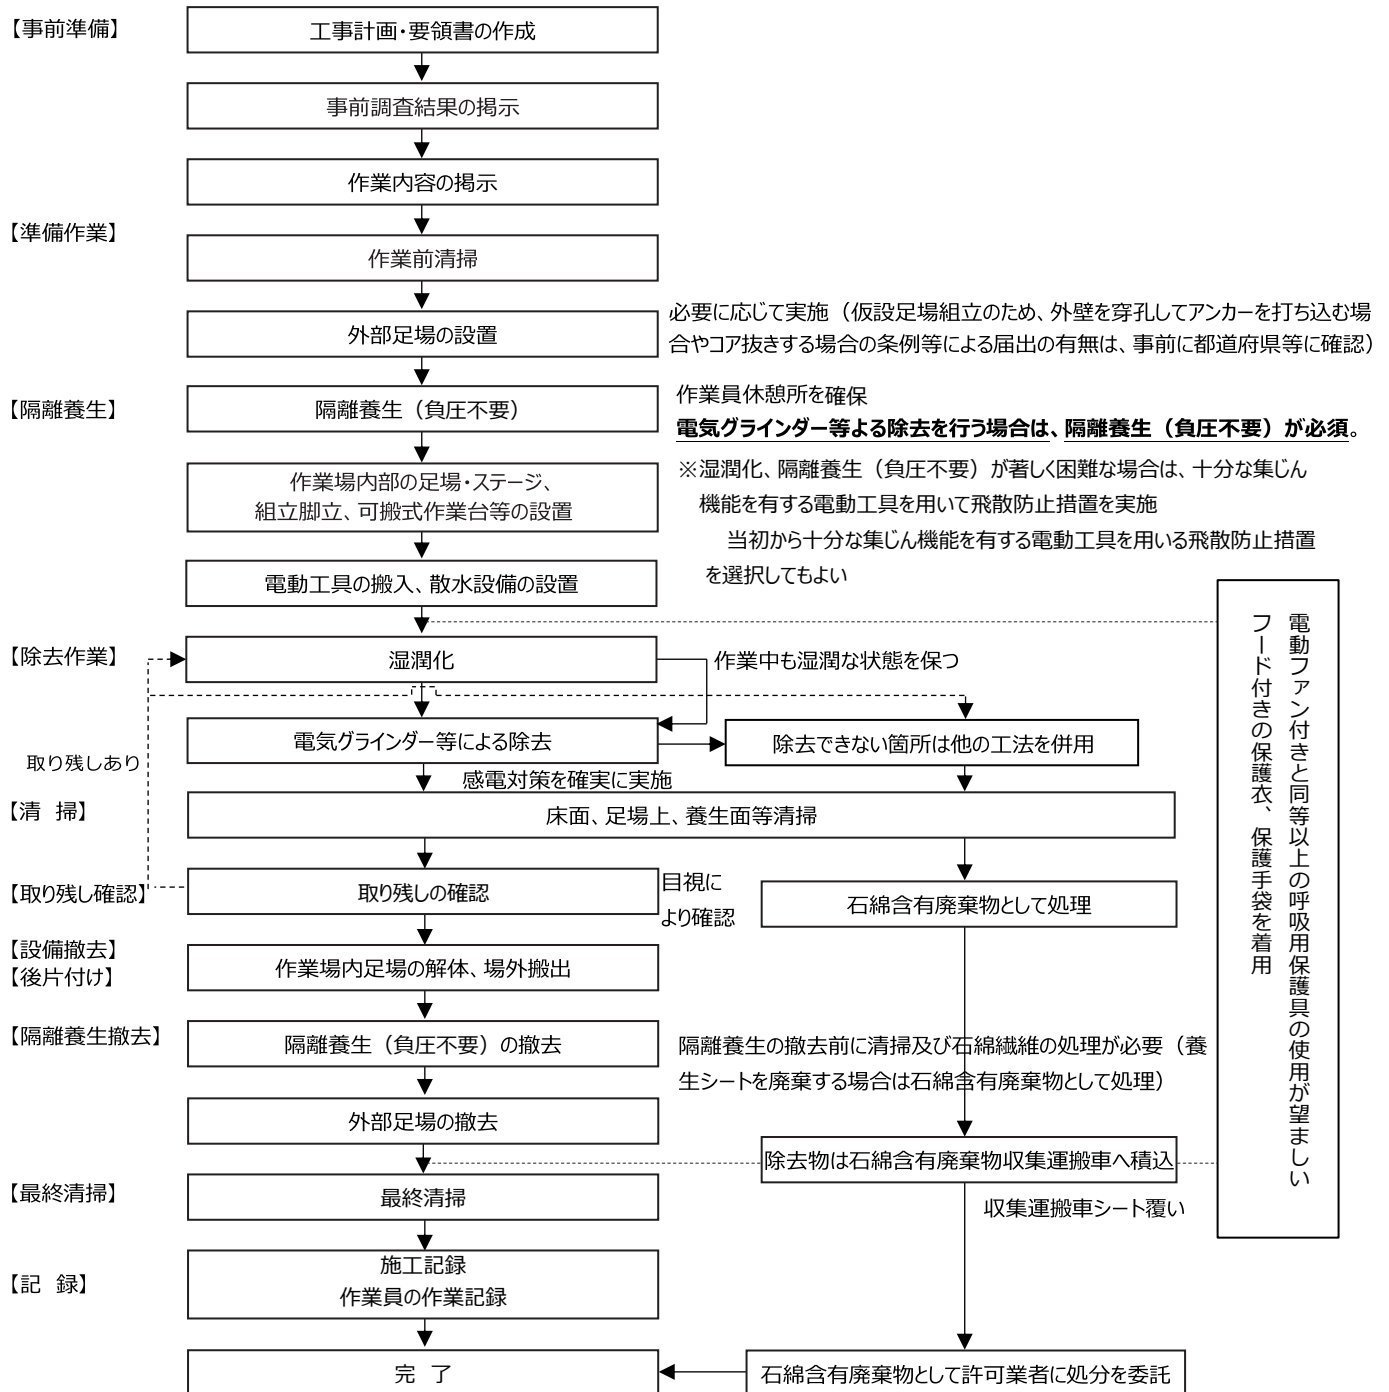 【事前準備】
工事計画・要領書の作成
事前調査結果の掲示
作業内容の掲示
【準備作業】
作業前清掃
外部足場の設置
必要に応じて実施（仮設足場組立のため、外壁を穿孔してアンカーを打ち込む場
合やコア抜きする場合の条例等による届出の有無は、事前に都道府県等に確認）
【隔離養生】
隔離養生（負圧不要）
作業員休憩所を確保
電気グラインダー等よる除去を行う場合は、隔離養生（負圧不要）が必須。
※湿潤化、隔離養生（負圧不要）が著しく困難な場合は、十分な集じん
機能を有する電動工具を用いて飛散防止措置を実施
当初から十分な集じん機能を有する電動工具を用いる飛散防止措置
を選択してもよい
作業場内部の足場・ステージ、
組立脚立、可搬式作業台等の設置
電動工具の搬入、散水設備の設置
電動ファン付きと同等以上の呼吸用保護具の使用が望ましい
フード付きの保護衣、保護手袋を着用
【除去作業】
湿潤化
作業中も湿潤な状態を保つ
電気グラインダー等による除去
除去できない箇所は他の工法を併用
取り残しあり
感電対策を確実に実施
【清　掃】
床面、足場上、養生面等清掃
【取り残し確認】
取り残しの確認
目視に
より確認
石綿含有廃棄物として処理
【設備撤去】
【後片付け】
作業場内足場の解体、場外搬出
【隔離養生撤去】
隔離養生（負圧不要）の撤去
隔離養生の撤去前に清掃及び石綿繊維の処理が必要（養
生シートを廃棄する場合は石綿含有廃棄物として処理）
外部足場の撤去
除去物は石綿含有廃棄物収集運搬車へ積込
【最終清掃】
最終清掃
収集運搬車シート覆い
【記　録】
施工記録
作業員の作業記録
完　了
石綿含有廃棄物として許可業者に処分を委託